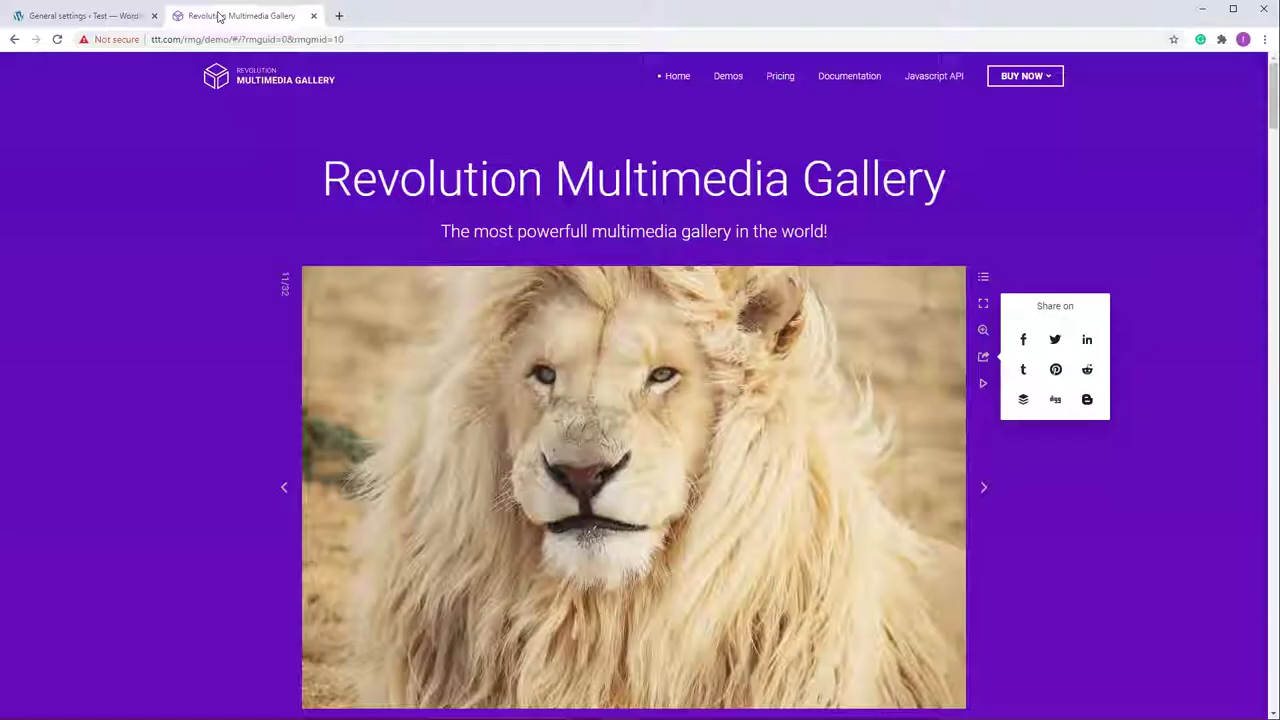 General settings ‹ Test — WordPr
Revolution Multimedia Gallery
Not secure
ttt.com/rmg/demo/#/?rmguid=0&rmgmid=10
REVOLUTION
MULTIMEDIA GALLERY
Home
Demos
Pricing
Documentation
Javascript API
BUY NOW
Revolution Multimedia Gallery
The most powerfull multimedia gallery in the world!
11/32
Share on
digg